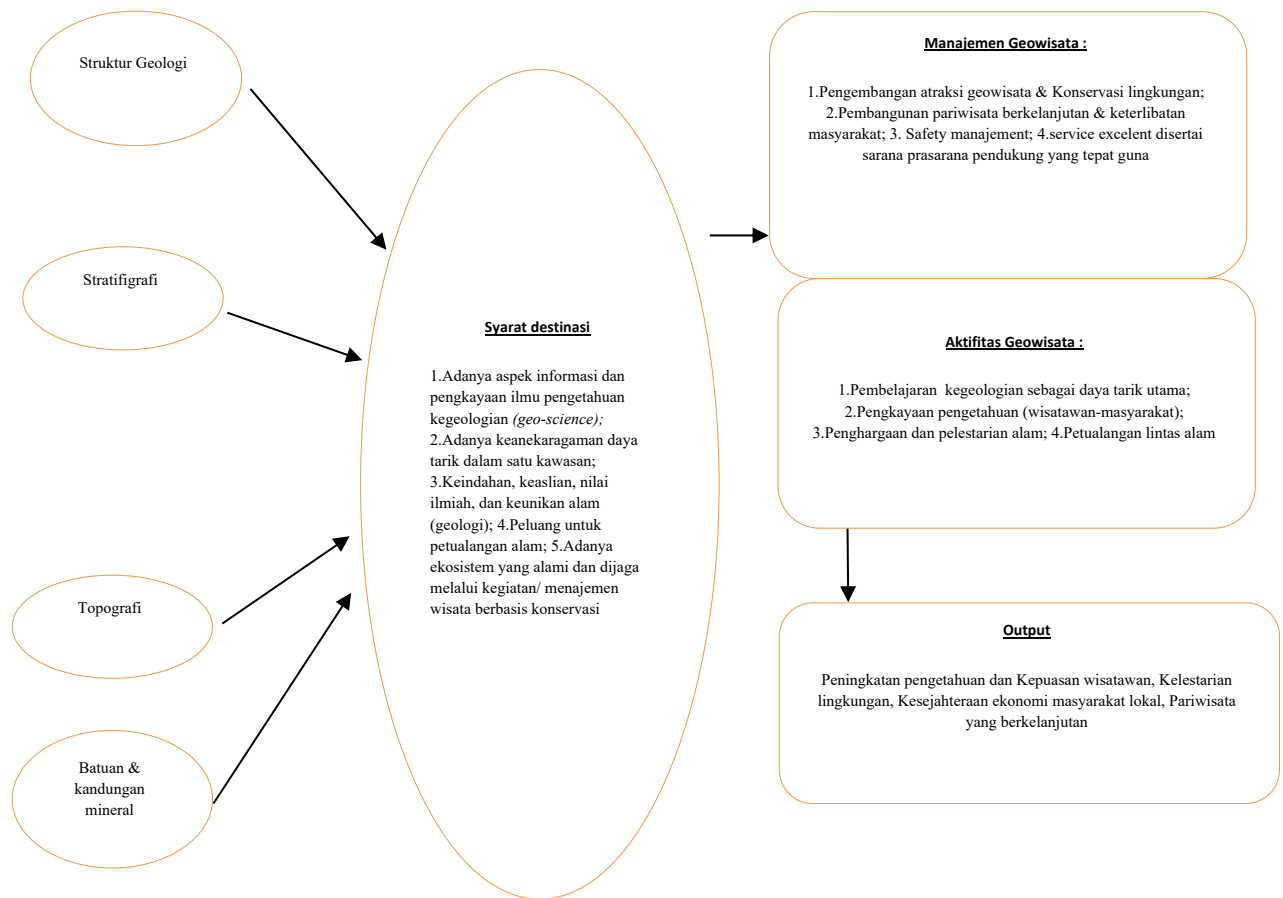 Struktur Geologi
Stratifigrafi
Topografi
Batuan &
kandungan
mineral
Syarat destinasi
1.Adanya aspek informasi dan
pengkayaan ilmu pengetahuan
kegeologian (geo-science);
2.Adanya keanekaragaman daya
tarik dalam satu kawasan;
3.Keindahan, keaslian, nilai
ilmiah, dan keunikan alam
(geologi); 4.Peluang untuk
petualangan alam; 5.Adanya
ekosistem yang alami dan dijaga
melalui kegiatan/ menajemen
wisata berbasis konservasi
Manajemen Geowisata :
1.Pengembangan atraksi geowisata & Konservasi lingkungan;
2.Pembangunan pariwisata berkelanjutan & keterlibatan
masyarakat; 3. Safety manajement; 4.service excelent disertai
sarana prasarana pendukung yang tepat guna
Aktifitas Geowisata :
1.Pembelajaran kegeologian sebagai daya tarik utama;
2.Pengkayaan pengetahuan (wisatawan-masyarakat);
3.Penghargaan dan pelestarian alam; 4.Petualangan lintas alam
Output
Peningkatan pengetahuan dan Kepuasan wisatawan, Kelestarian
lingkungan, Kesejahteraan ekonomi masyarakat lokal, Pariwisata
yang berkelanjutan